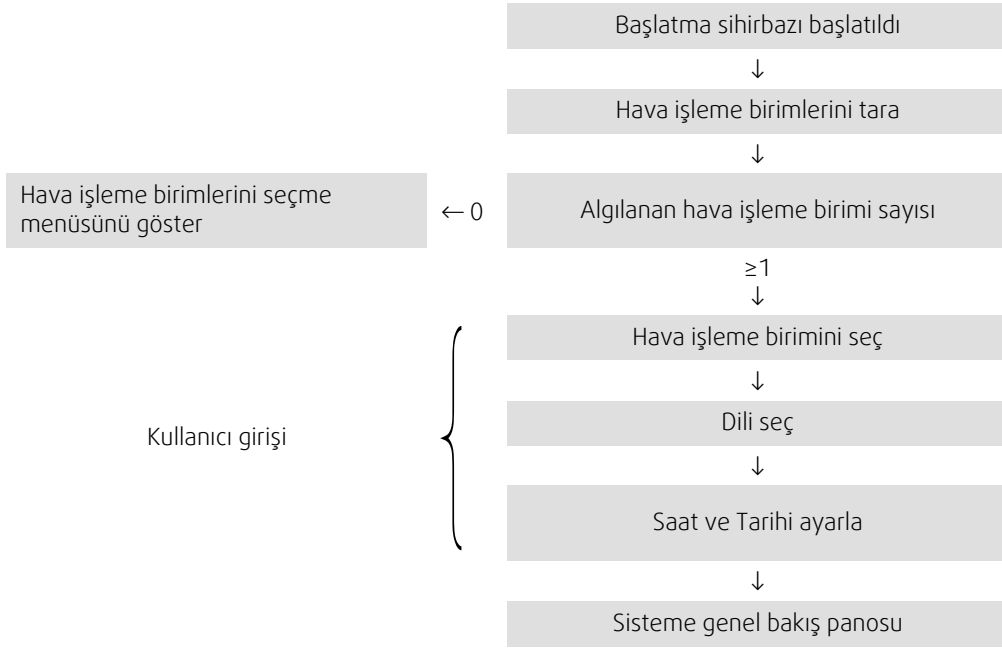 Başlatma sihirbazı başlatıldı
↓
Hava işleme birimlerini tara
↓
Hava işleme birimlerini seçme
menüsünü göster
← 0
Algılanan hava işleme birimi sayısı
≥1
↓
Hava işleme birimini seç
↓
Dili seç
Kullanıcı girişi
↓
Saat ve Tarihi ayarla
↓
Sisteme genel bakış panosu